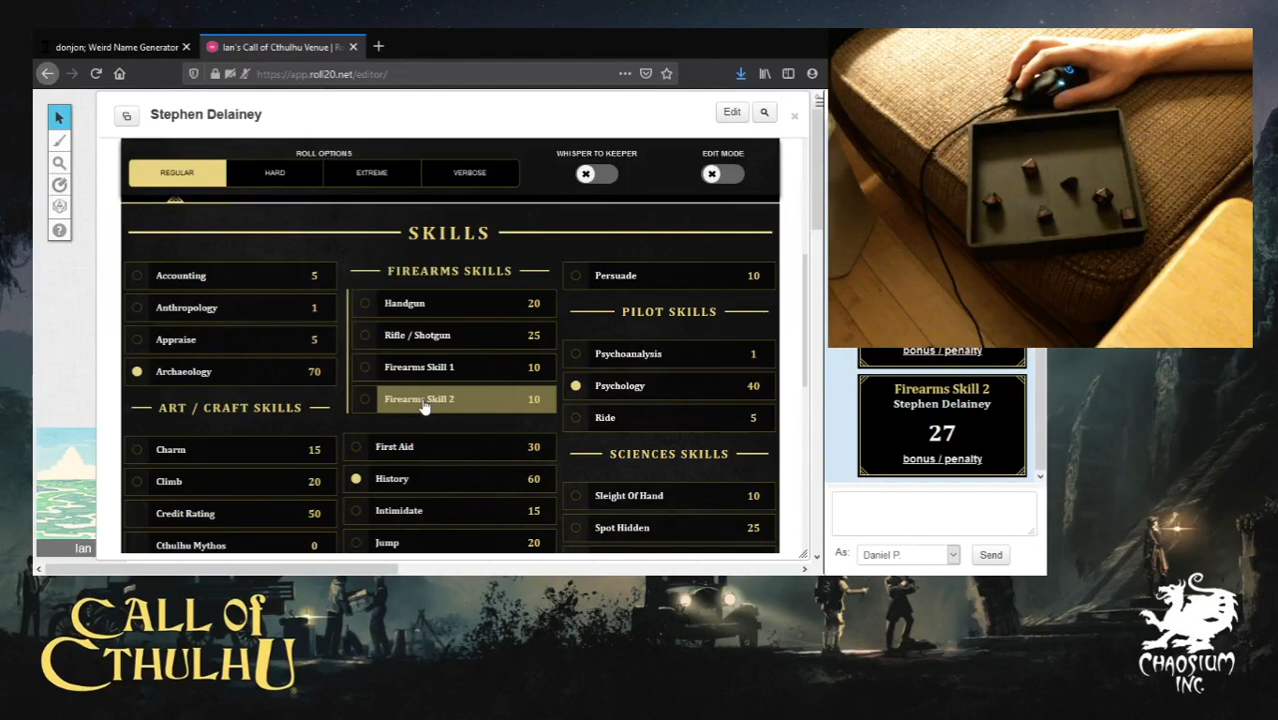 donjon; Weird Name Generator
Ian's Call of Cthulhu Venue | Ro
https://app.roll20.net/editor/
Stephen Delainey
Edit
ROLL OPTIONS
WHISPER TO KEEPER
EDIT MODE
REGULAR
HARD
EXTREME
VERBOSE
SKILLS
Accounting 5
Anthropology 1
Appraise 5
Archaeology 70
ART / CRAFT SKILLS
Charm 15
Climb 20
Credit Rating 50
Cthulhu Mythos 0
FIREARMS SKILLS
Handgun 20
Rifle / Shotgun 25
Firearms Skill 1 10
Firearms Skill 2 10
First Aid 30
History 60
Intimidate 15
Jump 20
Persuade 10
PILOT SKILLS
Psychoanalysis 1
Psychology 40
Ride 5
SCIENCES SKILLS
Sleight Of Hand 10
Spot Hidden 25
bonus / penalty
Firearms Skill 2
Stephen Delainey
27
bonus / penalty
As: Daniel P.
Send
Ian
CALL of
CTHULHU
CHAOSIUM
INC.